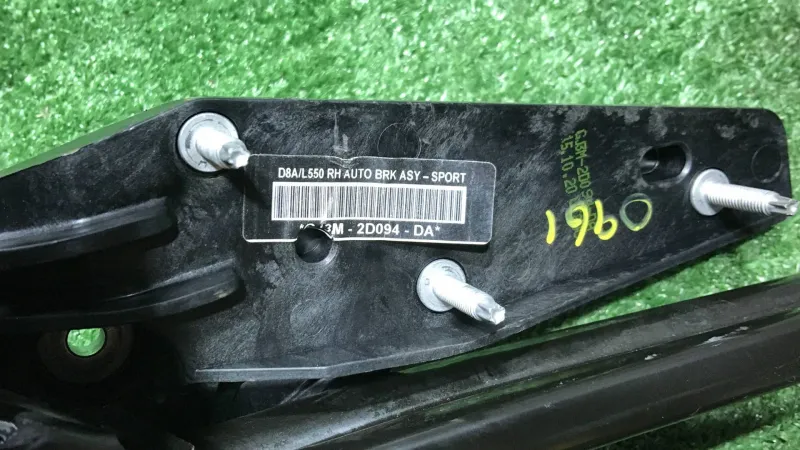 D8A/L550 RH AUTO BRK ASY – SPORT
2D094 - DA*
15.10.20
0961